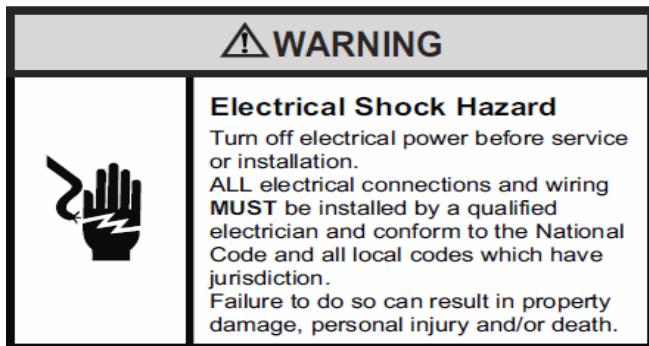 WARNING
Electrical Shock Hazard
Turn off electrical power before service
or installation.
ALL electrical connections and wiring
MUST be installed by a qualified
electrician and conform to the National
Code and all local codes which have
jurisdiction.
Failure to do so can result in property
damage, personal injury and/or death.